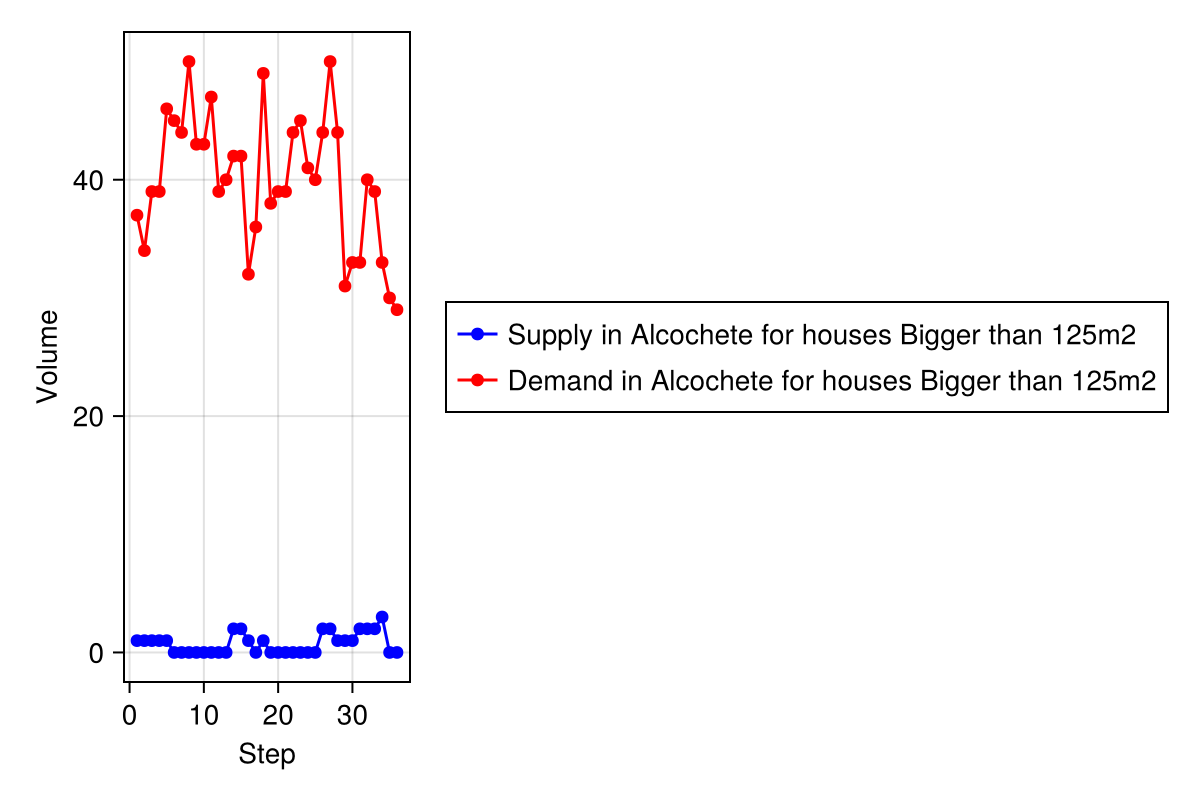 Volume
40
20
0
0 10 20 30
Step
Supply in Alcochete for houses Bigger than 125m2
Demand in Alcochete for houses Bigger than 125m2